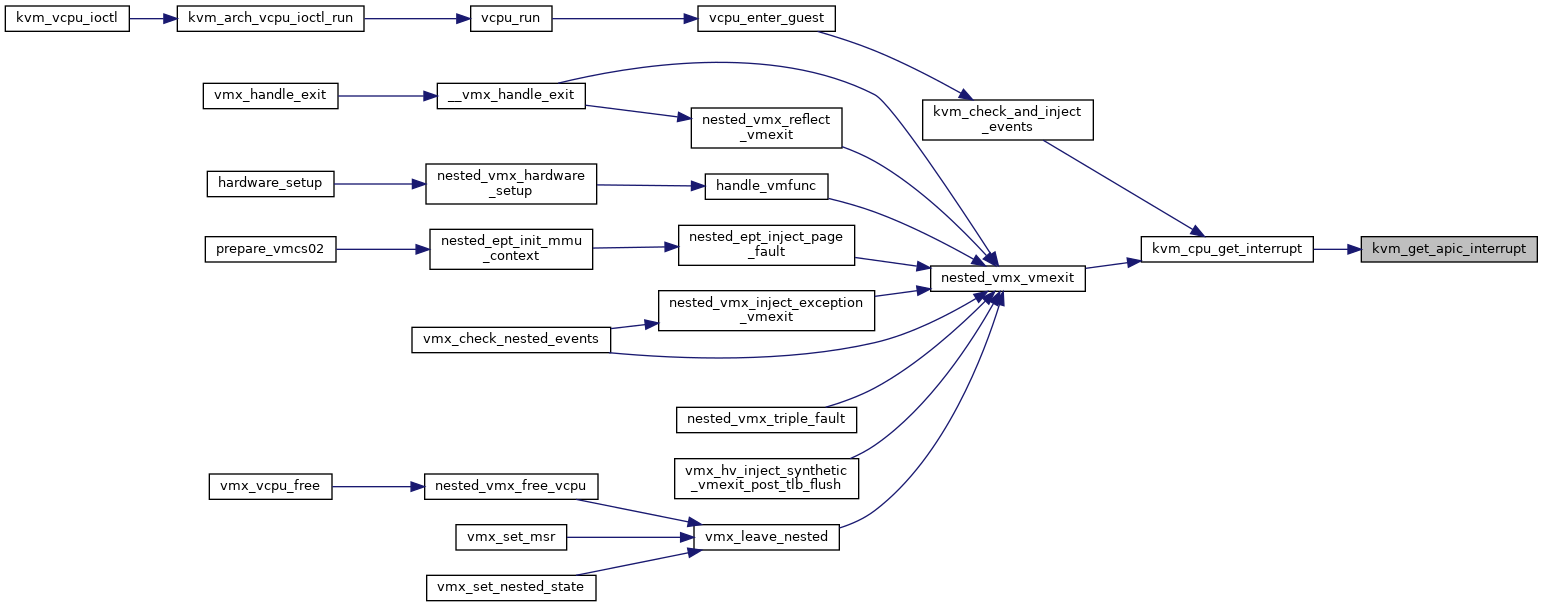 kvm_vcpu_ioctl
kvm_arch_vcpu_ioctl_run
vcpu_run
vcpu_enter_guest
vmx_handle_exit
__vmx_handle_exit
nested_vmx_reflect
_vmexit
kvm_check_and_inject
_events
hardware_setup
nested_vmx_hardware
_setup
handle_vmfunc
prepare_vmcs02
nested_ept_init_mmu
_context
nested_ept_inject_page
_fault
kvm_cpu_get_interrupt
kvm_get_apic_interrupt
nested_vmx_vmexit
nested_vmx_inject_exception
_vmexit
vmx_check_nested_events
nested_vmx_triple_fault
vmx_hv_inject_synthetic
_vmexit_post_tlb_flush
vmx_vcpu_free
nested_vmx_free_vcpu
vmx_set_msr
vmx_leave_nested
vmx_set_nested_state